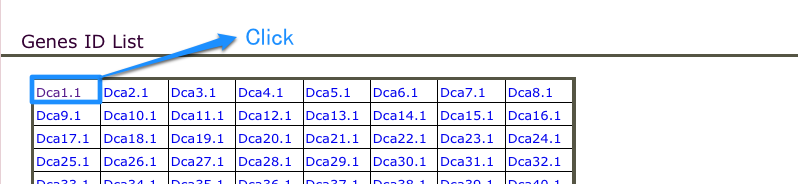 Click
Genes ID List
Dca1.1 Dca2.1 Dca3.1 Dca4.1 Dca5.1 Dca6.1 Dca7.1 Dca8.1
Dca9.1 Dca10.1 Dca11.1 Dca12.1 Dca13.1 Dca14.1 Dca15.1 Dca16.1
Dca17.1 Dca18.1 Dca19.1 Dca20.1 Dca21.1 Dca22.1 Dca23.1 Dca24.1
Dca25.1 Dca26.1 Dca27.1 Dca28.1 Dca29.1 Dca30.1 Dca31.1 Dca32.1
Dca33.1 Dca34.1 Dca35.1 Dca36.1 Dca37.1 Dca38.1 Dca39.1 Dca40.1